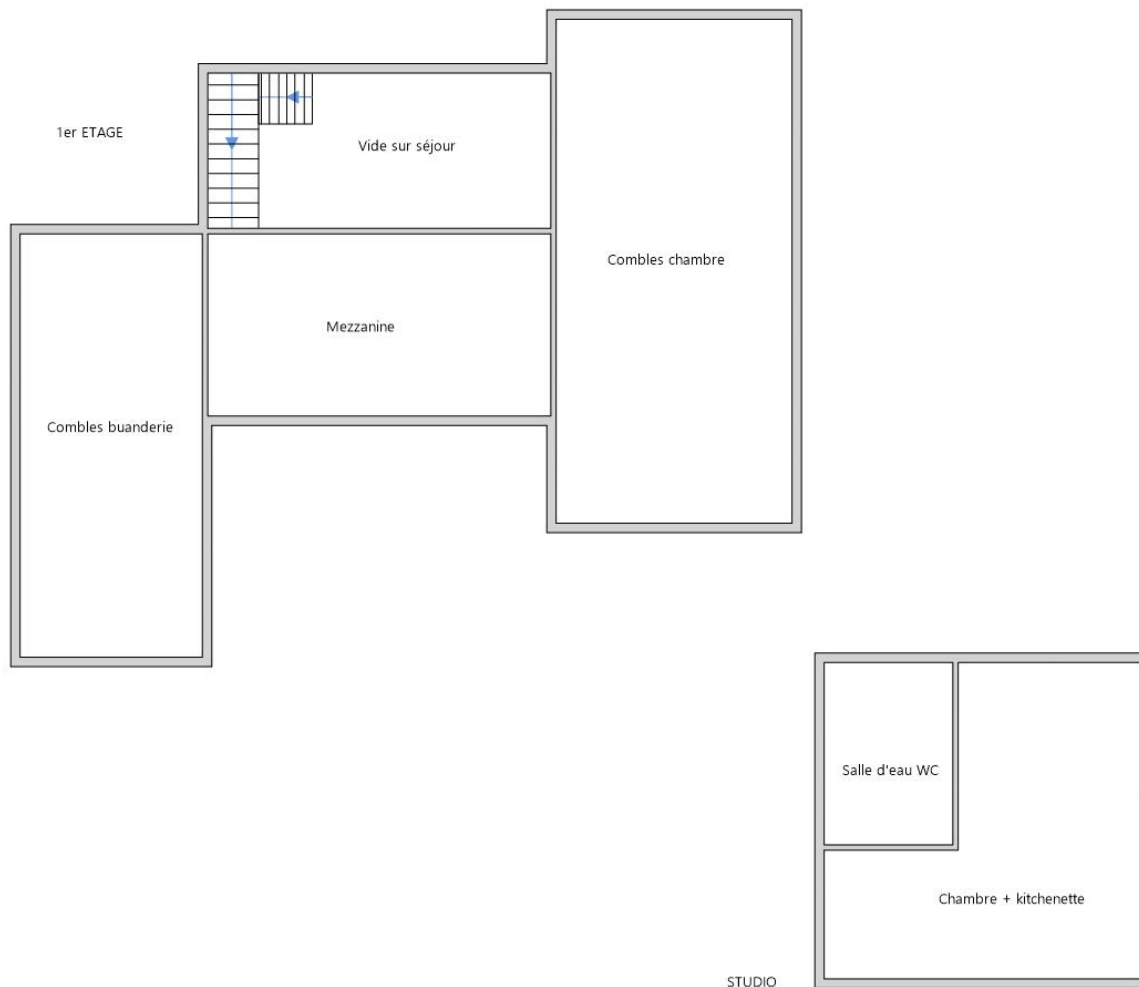 1er ETAGE
Vide sur séjour
Combles chambre
Mezzanine
Combles buanderie
Salle d'eau WC
Chambre + kitchenette
STUDIO